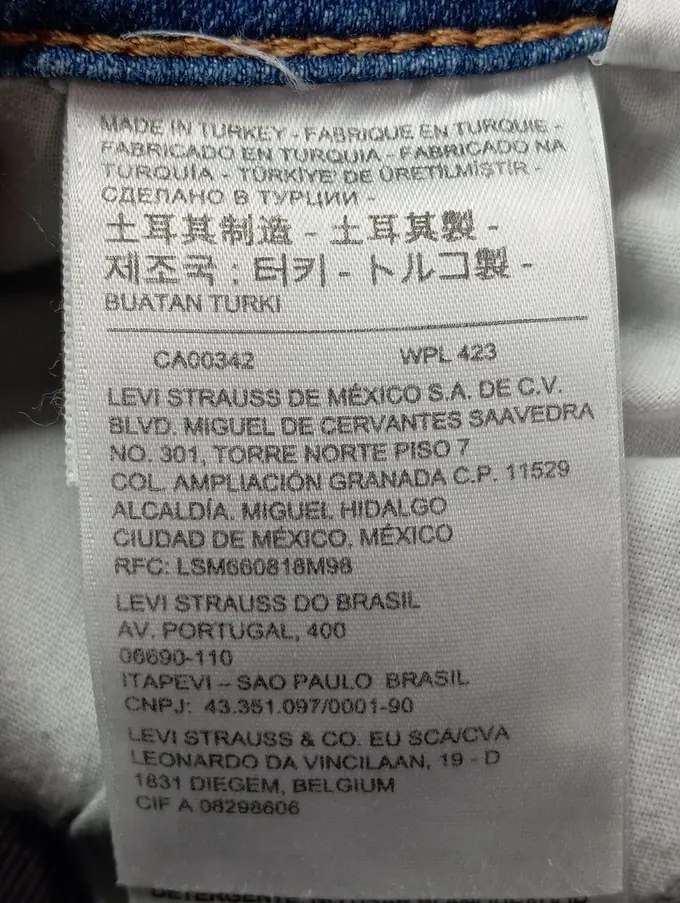 MADE IN TURKEY - FABRIQUE EN TURQUIE -
FABRICADO EN TURQUIA - FABRICADO NA
TURQUIA - TÜRKİYE' DE ÜRETILMİSTİR -
СДЕЛАНО В ТУРЦИИ -
土耳其制造 - 土耳其製 -
제조국 : 터키 - トルコ製 -
BUATAN TURKI
CA00342 WPL 423
LEVI STRAUSS DE MÉXICO S.A. DE C.V.
BLVD. MIGUEL DE CERVANTES SAAVEDRA
NO. 301, TORRE NORTE PISO 7
COL. AMPLIACIÓN GRANADA C.P. 11529
ALCALDÍA. MIGUEL HIDALGO
CIUDAD DE MÉXICO, MÉXICO
RFC: LSM660818M98
LEVI STRAUSS DO BRASIL
AV. PORTUGAL, 400
06690-110
ITAPEVI – SAO PAULO BRASIL
CNPJ: 43.351.097/0001-90
LEVI STRAUSS & CO. EU SCA/CVA
LEONARDO DA VINCILAAN, 19 - D
1831 DIEGEM, BELGIUM
CIF A 08298606